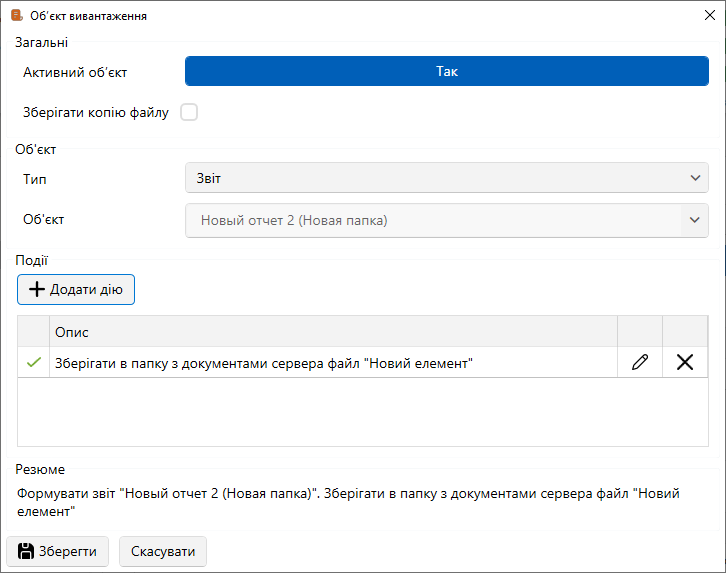 Об'єкт вивантаження
Загальні
Активний об'єкт
Так
Зберігати копію файлу
Об'єкт
Тип
Звіт
Об'єкт
Новый отчет 2 (Новая папка)
Події
Додати дію
Опис
Зберігати в папку з документами сервера файл "Новий елемент"
Резюме
Формувати звіт "Новый отчет 2 (Новая папка)". Зберігати в папку з документами сервера файл "Новий
елемент"
Зберегти
Скасувати